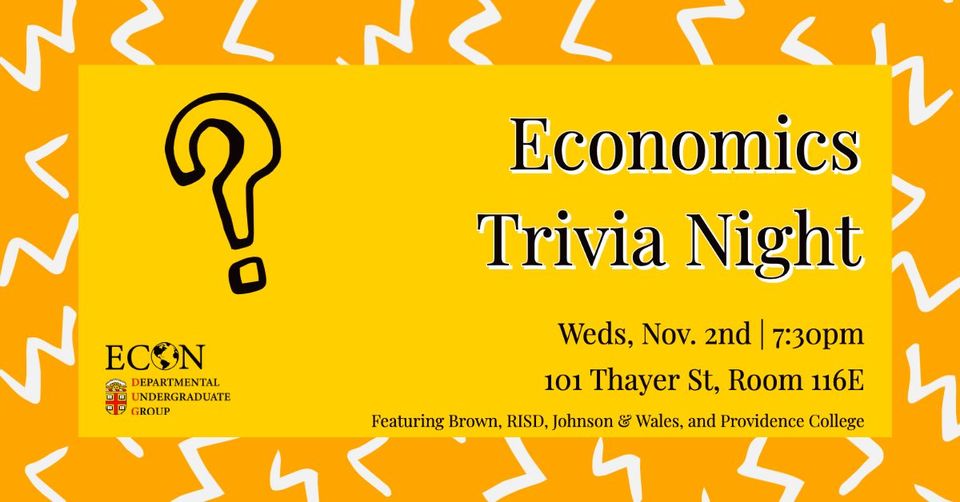 Economics
Trivia Night
Weds, Nov. 2nd | 7:30pm
101 Thayer St, Room 116E
Featuring Brown, RISD, Johnson & Wales, and Providence College
ECON
DEPARTMENTAL
UNDERGRADUATE
GROUP